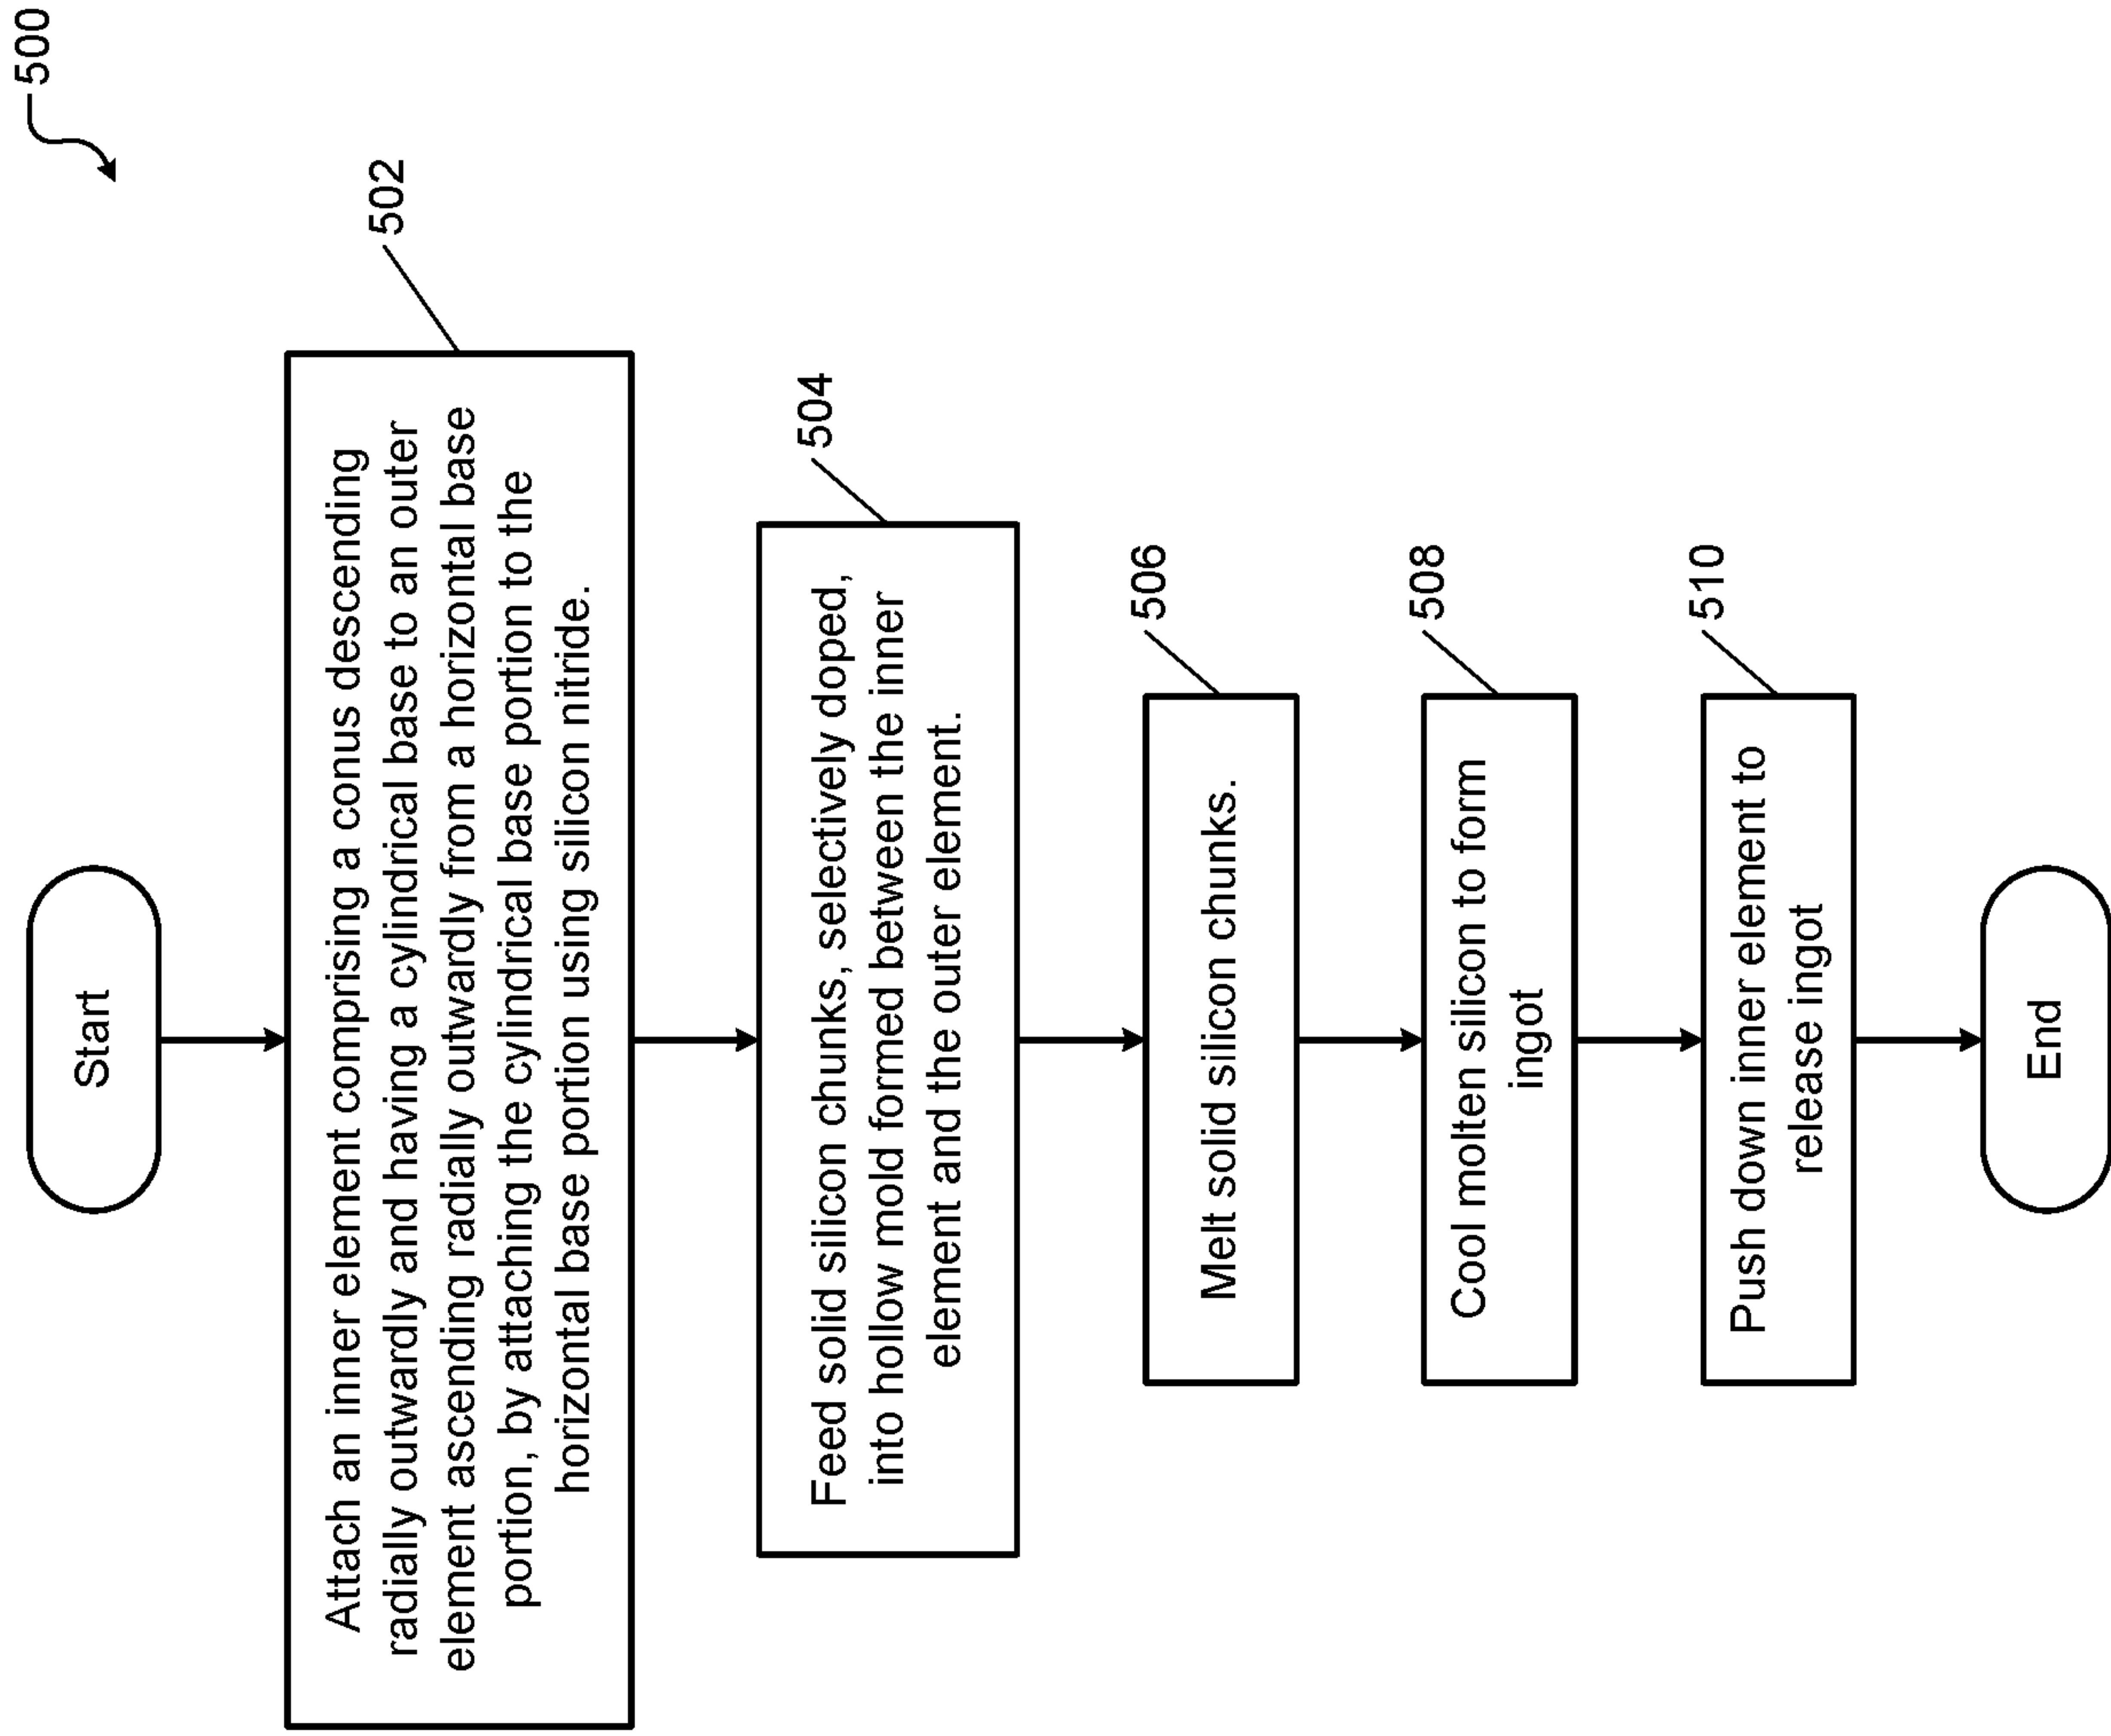 500
Start
502
Attach an inner element comprising a conus descending
radially outwardly and having a cylindrical base to an outer
element ascending radially outwardly from a horizontal base
portion, by attaching the cylindrical base portion to the
horizontal base portion using silicon nitride.
504
Feed solid silicon chunks, selectively doped,
into hollow mold formed between the inner
element and the outer element.
506
Melt solid silicon chunks.
508
Cool molten silicon to form
ingot
510
Push down inner element to
release ingot
End